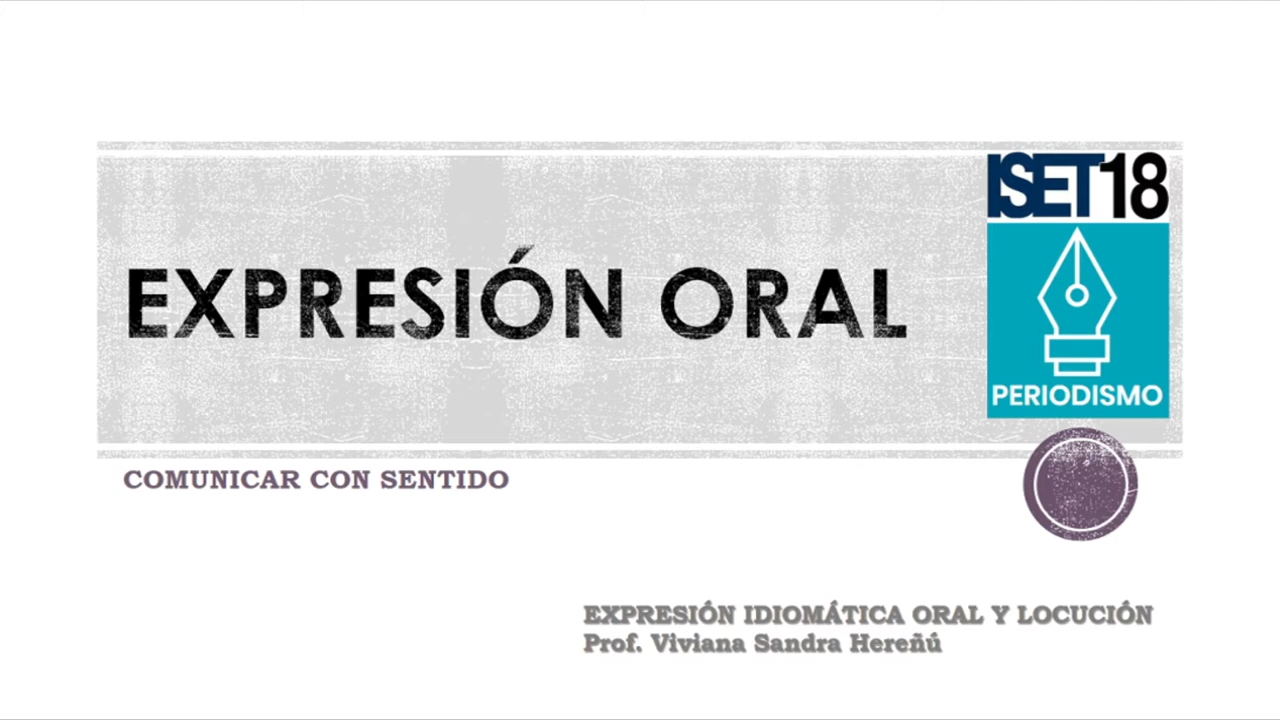 EXPRESIÓN ORAL
ISET18
PERIODISMO
COMUNICAR CON SENTIDO
EXPRESIÓN IDIOMÁTICA ORAL Y LOCUCIÓN
Prof. Viviana Sandra Hereñú